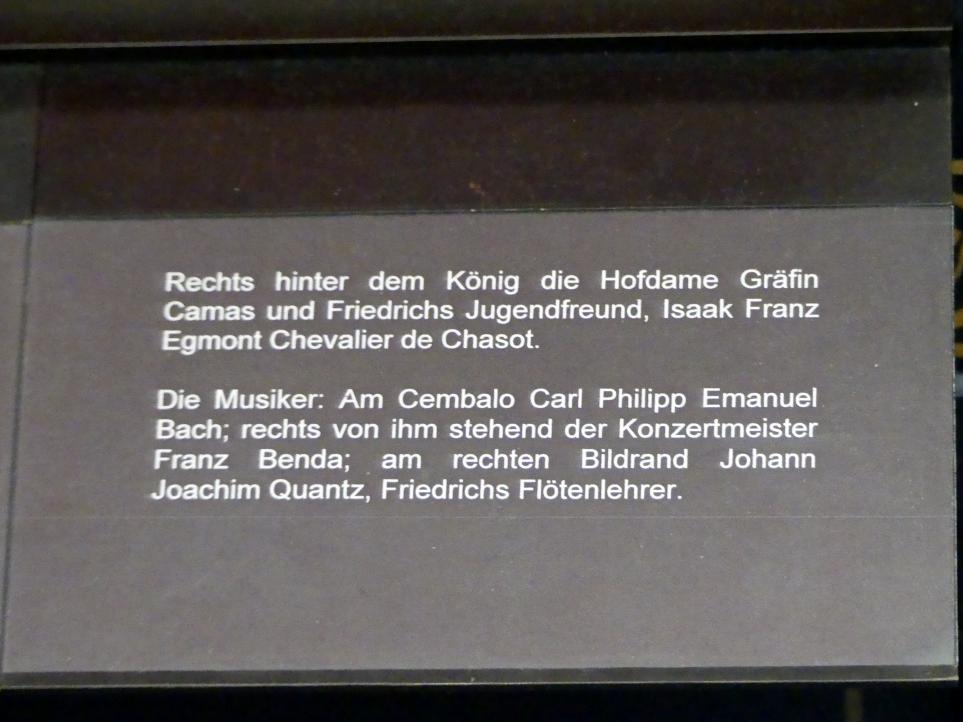 Rechts hinter dem König die Hofdame Gräfin
Camas und Friedrichs Jugendfreund, Isaak Franz
Egmont Chevalier de Chasot.
Die Musiker: Am Cembalo Carl Philipp Emanuel
Bach; rechts von ihm stehend der Konzertmeister
Franz Benda; am rechten Bildrand Johann
Joachim Quantz, Friedrichs Flötenlehrer.